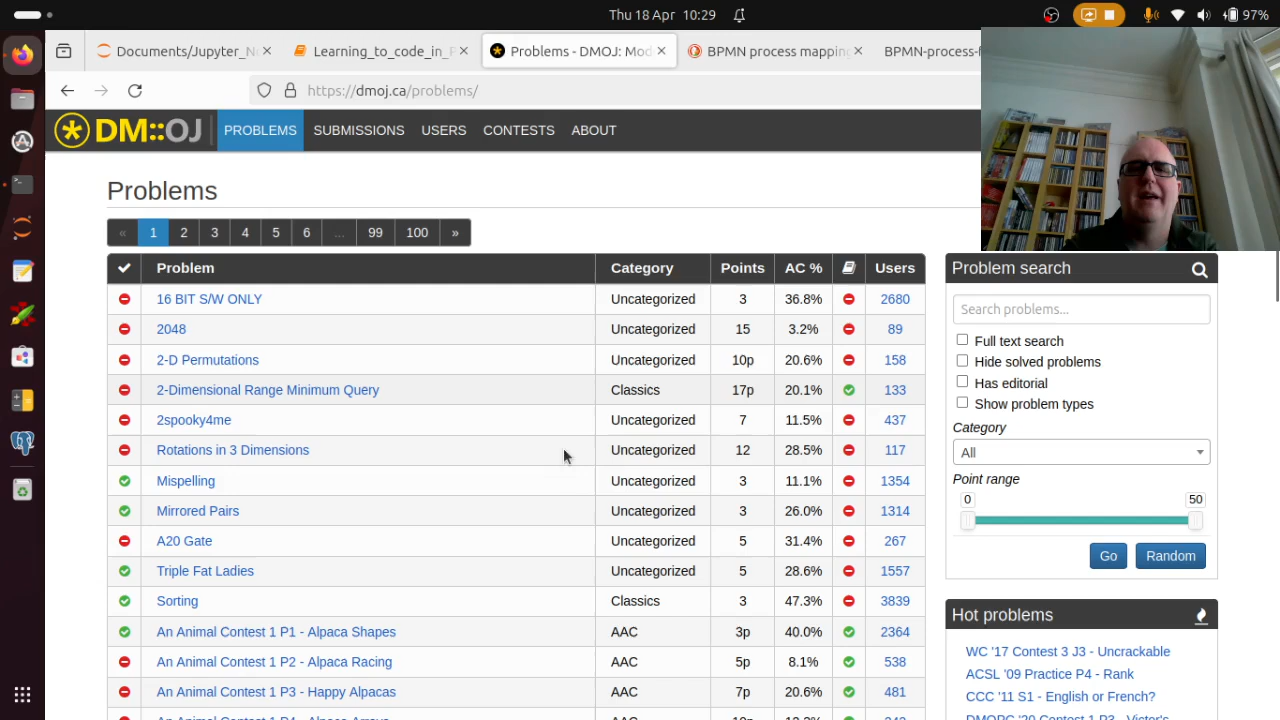 Thu 18 Apr 10:29
97%
Documents/Jupyter_N
Learning_to_code_in_P
Problems - DMOJ: Mod
BPMN process mapping
BPMN-process-
https://dmoj.ca/problems/
DM::OJ
PROBLEMS
SUBMISSIONS
USERS
CONTESTS
ABOUT
Problems
« 1 2 3 4 5 6 ... 99 100 »
Problem Category Points AC % Users
16 BIT S/W ONLY Uncategorized 3 36.8% 2680
2048 Uncategorized 15 3.2% 89
2-D Permutations Uncategorized 10p 20.6% 158
2-Dimensional Range Minimum Query Classics 17p 20.1% 133
2spooky4me Uncategorized 7 11.5% 437
Rotations in 3 Dimensions Uncategorized 12 28.5% 117
Mispelling Uncategorized 3 11.1% 1354
Mirrored Pairs Uncategorized 3 26.0% 1314
A20 Gate Uncategorized 5 31.4% 267
Triple Fat Ladies Uncategorized 5 28.6% 1557
Sorting Classics 3 47.3% 3839
An Animal Contest 1 P1 - Alpaca Shapes AAC 3p 40.0% 2364
An Animal Contest 1 P2 - Alpaca Racing AAC 5p 8.1% 538
An Animal Contest 1 P3 - Happy Alpacas AAC 7p 20.6% 481
Problem search
Search problems...
Full text search
Hide solved problems
Has editorial
Show problem types
Category
All
Point range
0 50
Go Random
Hot problems
WC '17 Contest 3 J3 - Uncrackable
ACSL '09 Practice P4 - Rank
CCC '11 S1 - English or French?